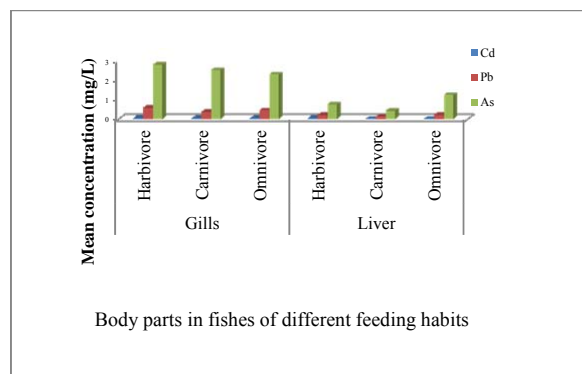 Mean concentration (mg/L)
3
2
1
0
Harbivore
Carnivore
Omnivore
Harbivore
Carnivore
Omnivore
Gills
Liver
Cd
Pb
As
Body parts in fishes of different feeding habits